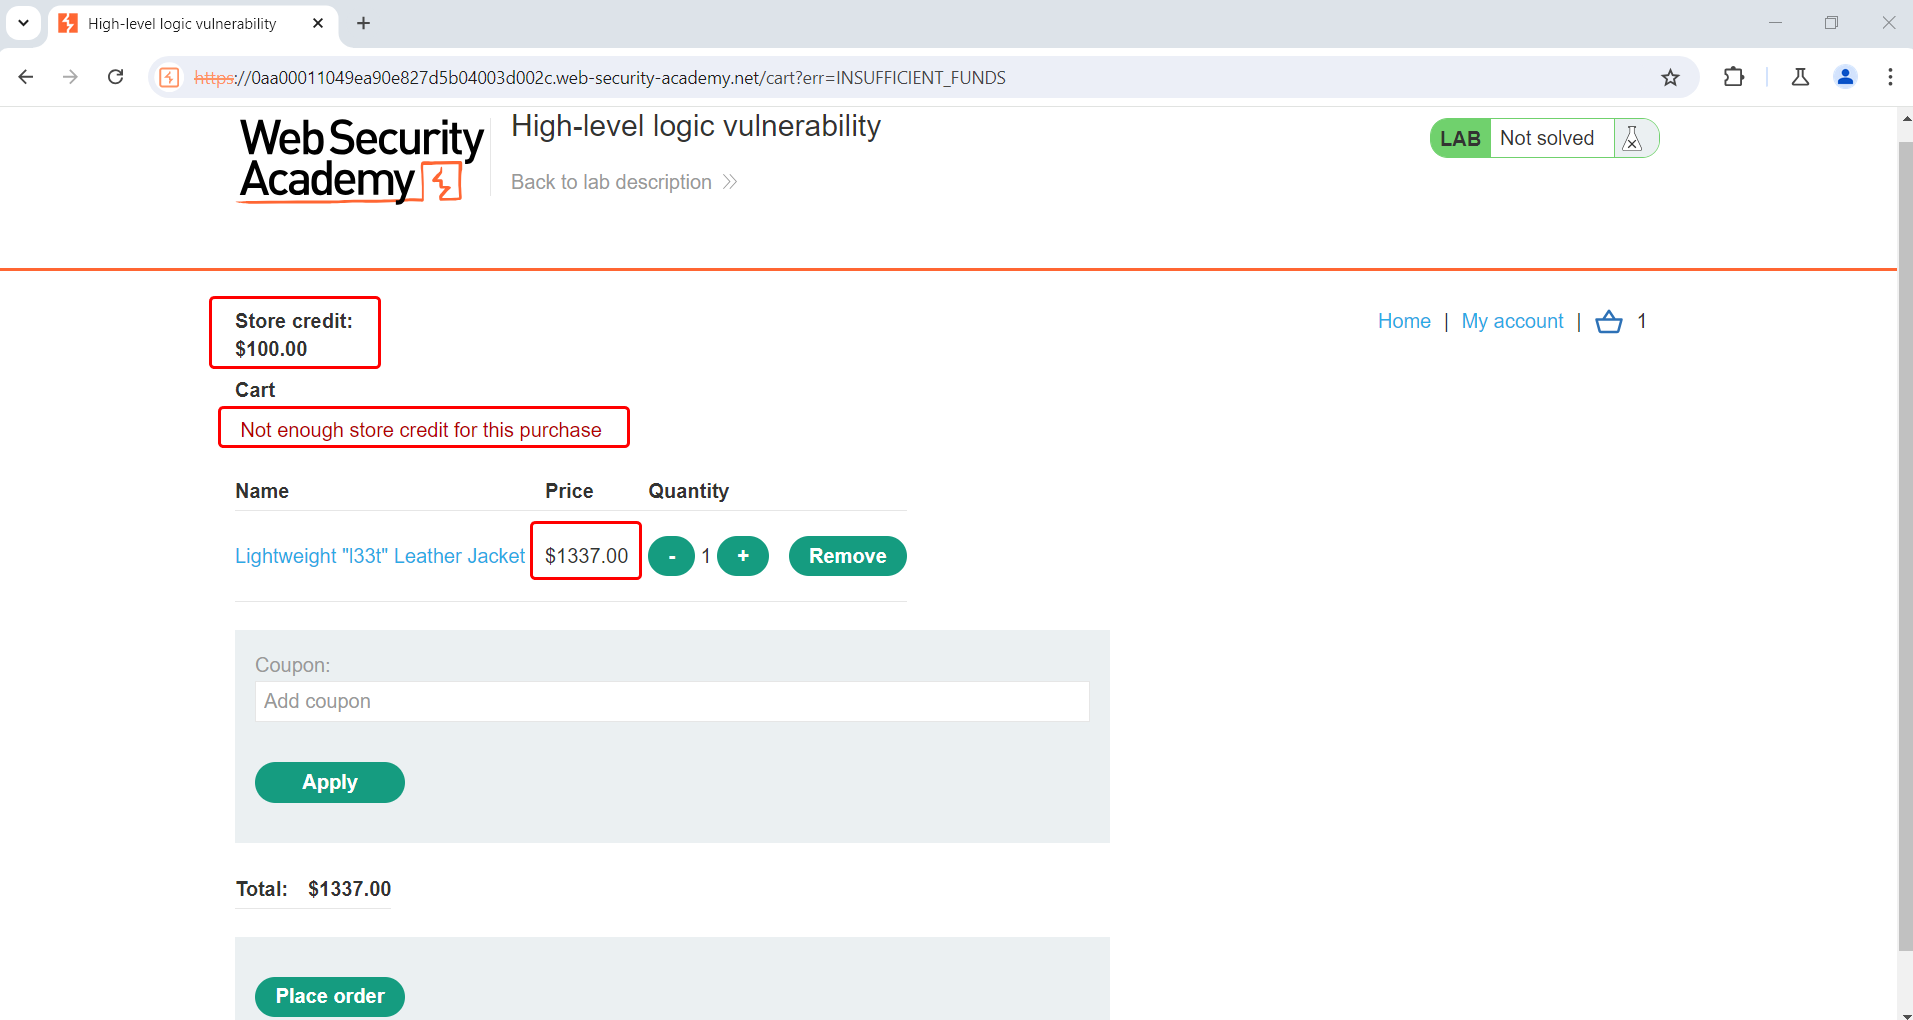 High-level logic vulnerability
https://0aa00011049ea90e827d5b04003d002c.web-security-academy.net/cart?err=INSUFFICIENT_FUNDS
Web Security
Academy
High-level logic vulnerability
Back to lab description
LAB Not solved
Store credit:
$100.00
Home | My account | 1
Cart
Not enough store credit for this purchase
Name Price Quantity
Lightweight "l33t" Leather Jacket $1337.00 - 1 + Remove
Coupon:
Add coupon
Apply
Total: $1337.00
Place order